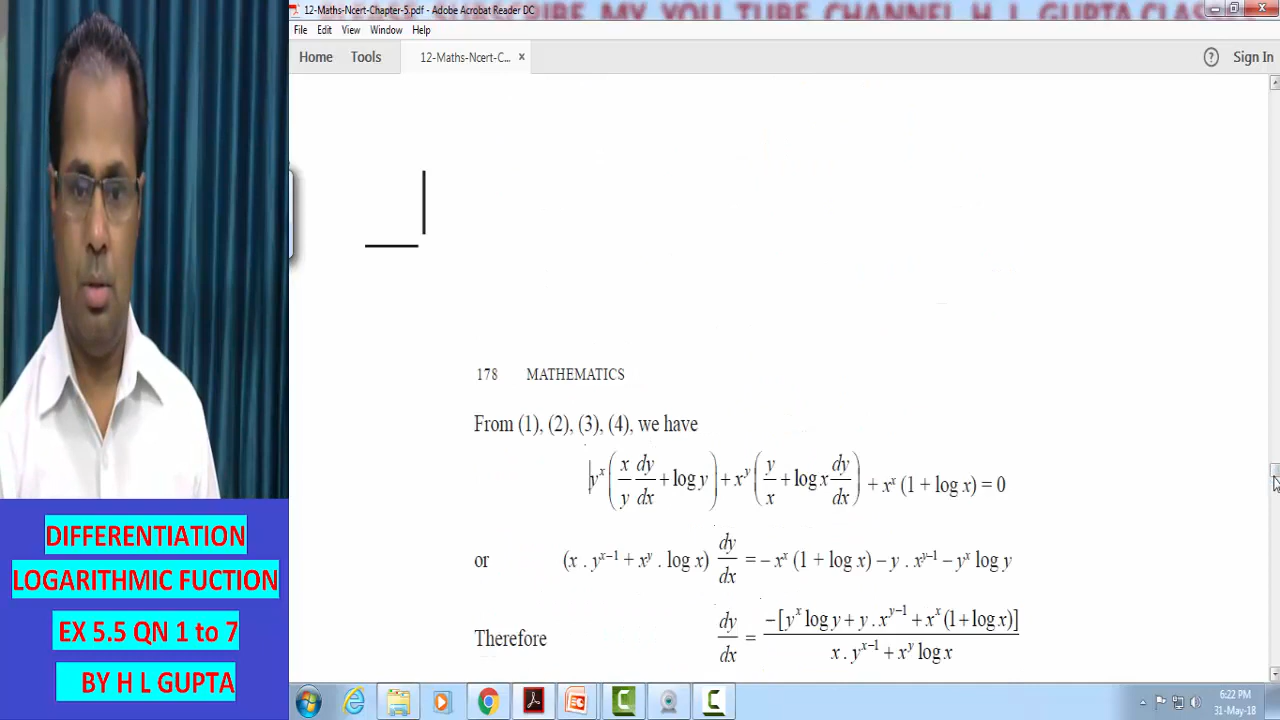 12-Maths-Ncert-Chapter-5.pdf - Adobe Acrobat Reader DC
File Edit View Window Help
Home Tools 12-Maths-Ncert-C... × ? Sign In
178 MATHEMATICS
From (1), (2), (3), (4), we have
y^x (x/y dy/dx + log y) + x^y (y/x + log x dy/dx) + x^x (1 + log x) = 0
or (x . y^(x–1) + x^y . log x) dy/dx = – x^x (1 + log x) – y . x^(y–1) – y^x log y
Therefore dy/dx = –[y^x log y + y . x^(y–1) + x^x (1 + log x)] / x . y^(x–1) + x^y log x
DIFFERENTIATION
LOGARITHMIC FUCTION
EX 5.5 QN 1 to 7
BY H L GUPTA
6:22 PM
31-May-18